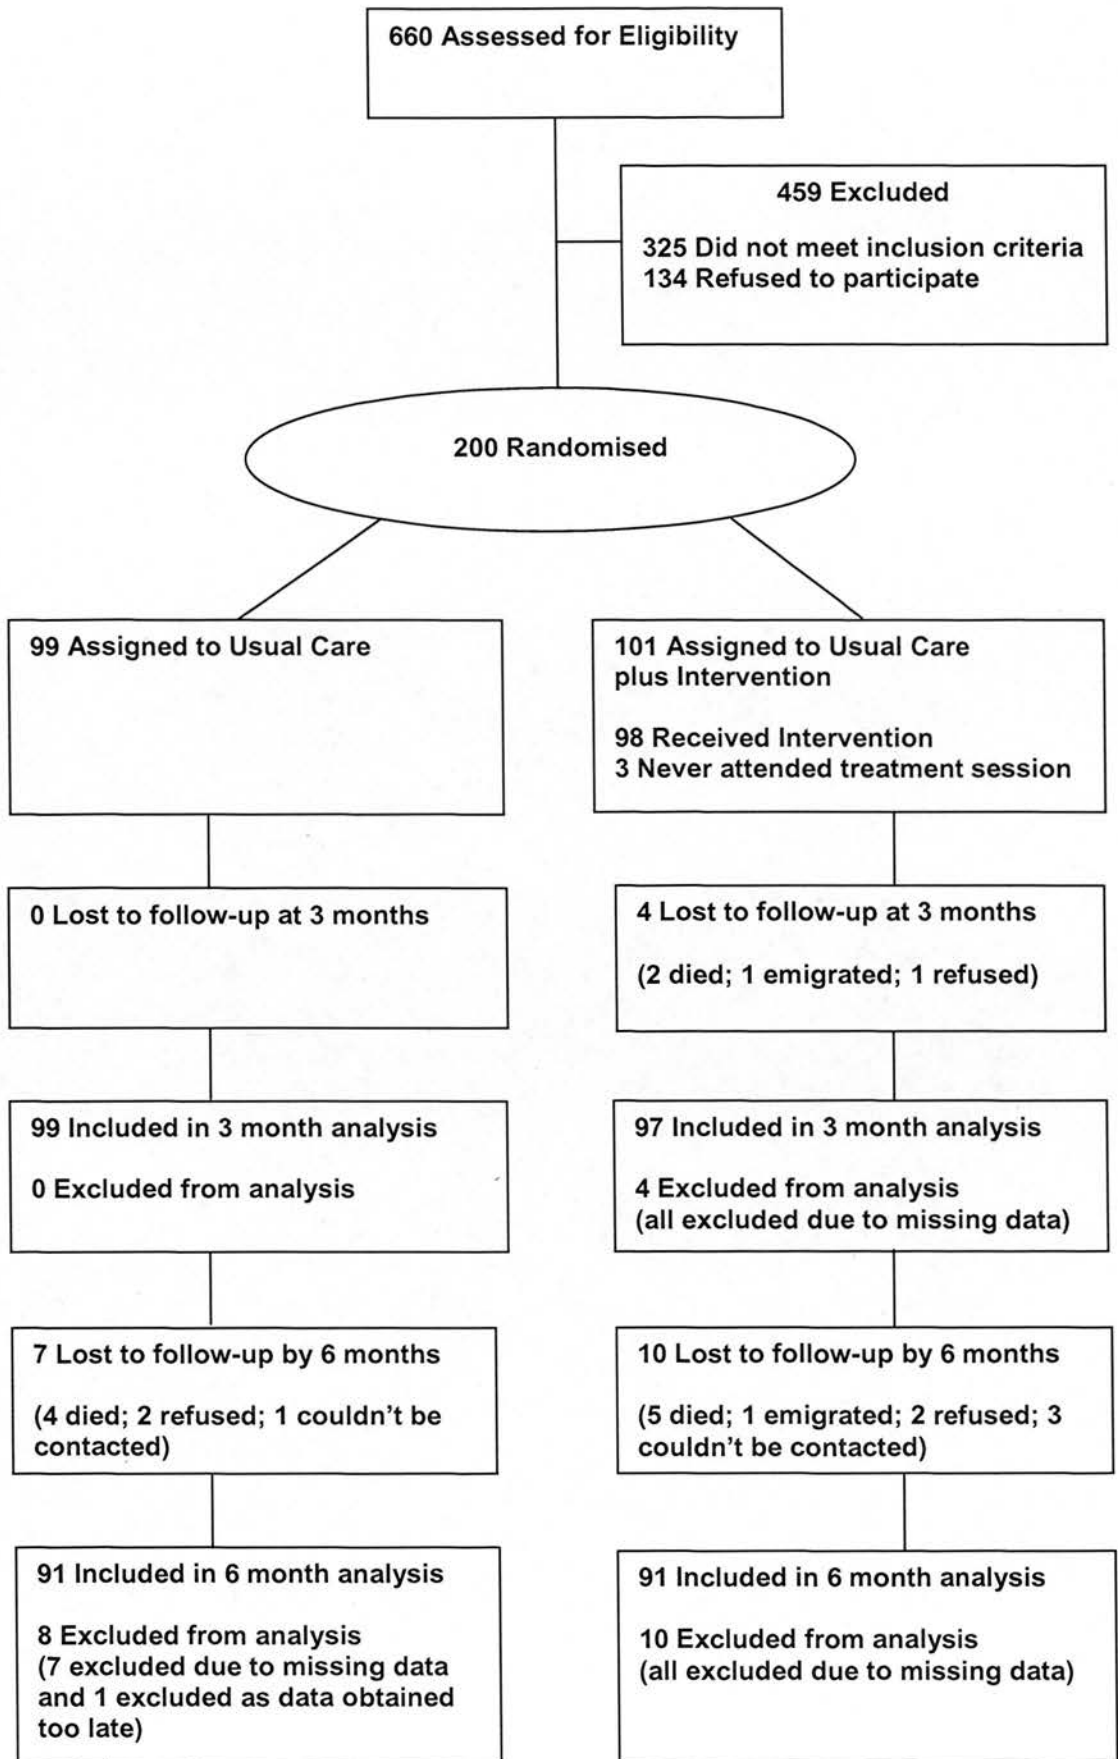 660 Assessed for Eligibility
459 Excluded
325 Did not meet inclusion criteria
134 Refused to participate
200 Randomised
99 Assigned to Usual Care
101 Assigned to Usual Care
plus Intervention
98 Received Intervention
3 Never attended treatment session
0 Lost to follow-up at 3 months
4 Lost to follow-up at 3 months
(2 died; 1 emigrated; 1 refused)
99 Included in 3 month analysis
0 Excluded from analysis
97 Included in 3 month analysis
4 Excluded from analysis
(all excluded due to missing data)
7 Lost to follow-up by 6 months
(4 died; 2 refused; 1 couldn't be
contacted)
10 Lost to follow-up by 6 months
(5 died; 1 emigrated; 2 refused; 3
couldn't be contacted)
91 Included in 6 month analysis
8 Excluded from analysis
(7 excluded due to missing data
and 1 excluded as data obtained
too late)
91 Included in 6 month analysis
10 Excluded from analysis
(all excluded due to missing data)